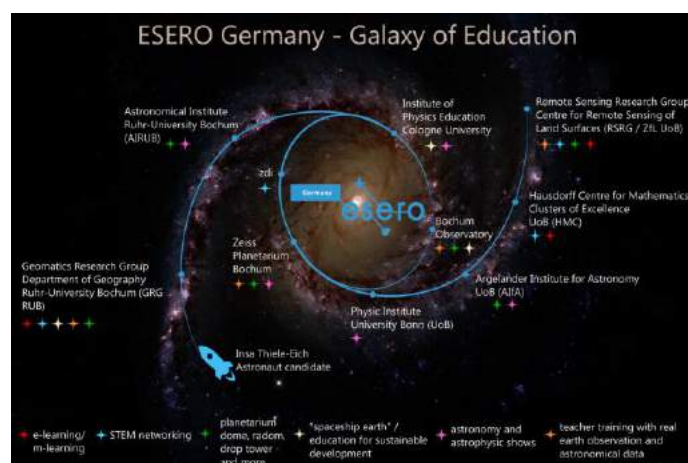 ESERO Germany - Galaxy of Education
Astronomical Institute
Ruhr-University Bochum
(AIRUB)
Institute of
Physics Education
Cologne University
Remote Sensing Research Group
Centre for Remote Sensing of
Land Surfaces (RSRG / ZfL UoB)
zdi
Germany
esero
Hausdorff Centre for Mathematics
Clusters of Excellence
UoB (HMC)
Bochum
Observatory
Zeiss
Planetarium
Bochum
Geomatics Research Group
Department of Geography
Ruhr-University Bochum (GRG
RUB)
Argelander Institute for Astronomy
UoB (AIfA)
Physic Institute
University Bonn (UoB)
Insa Thiele-Eich
Astronaut candidate
e-learning/
m-learning
STEM networking
planetarium
dome, radom,
drop tower
and more
"spaceship earth" /
education for sustainable
development
astronomy and
astrophysic shows
teacher training with real
earth observation and
astronomical data